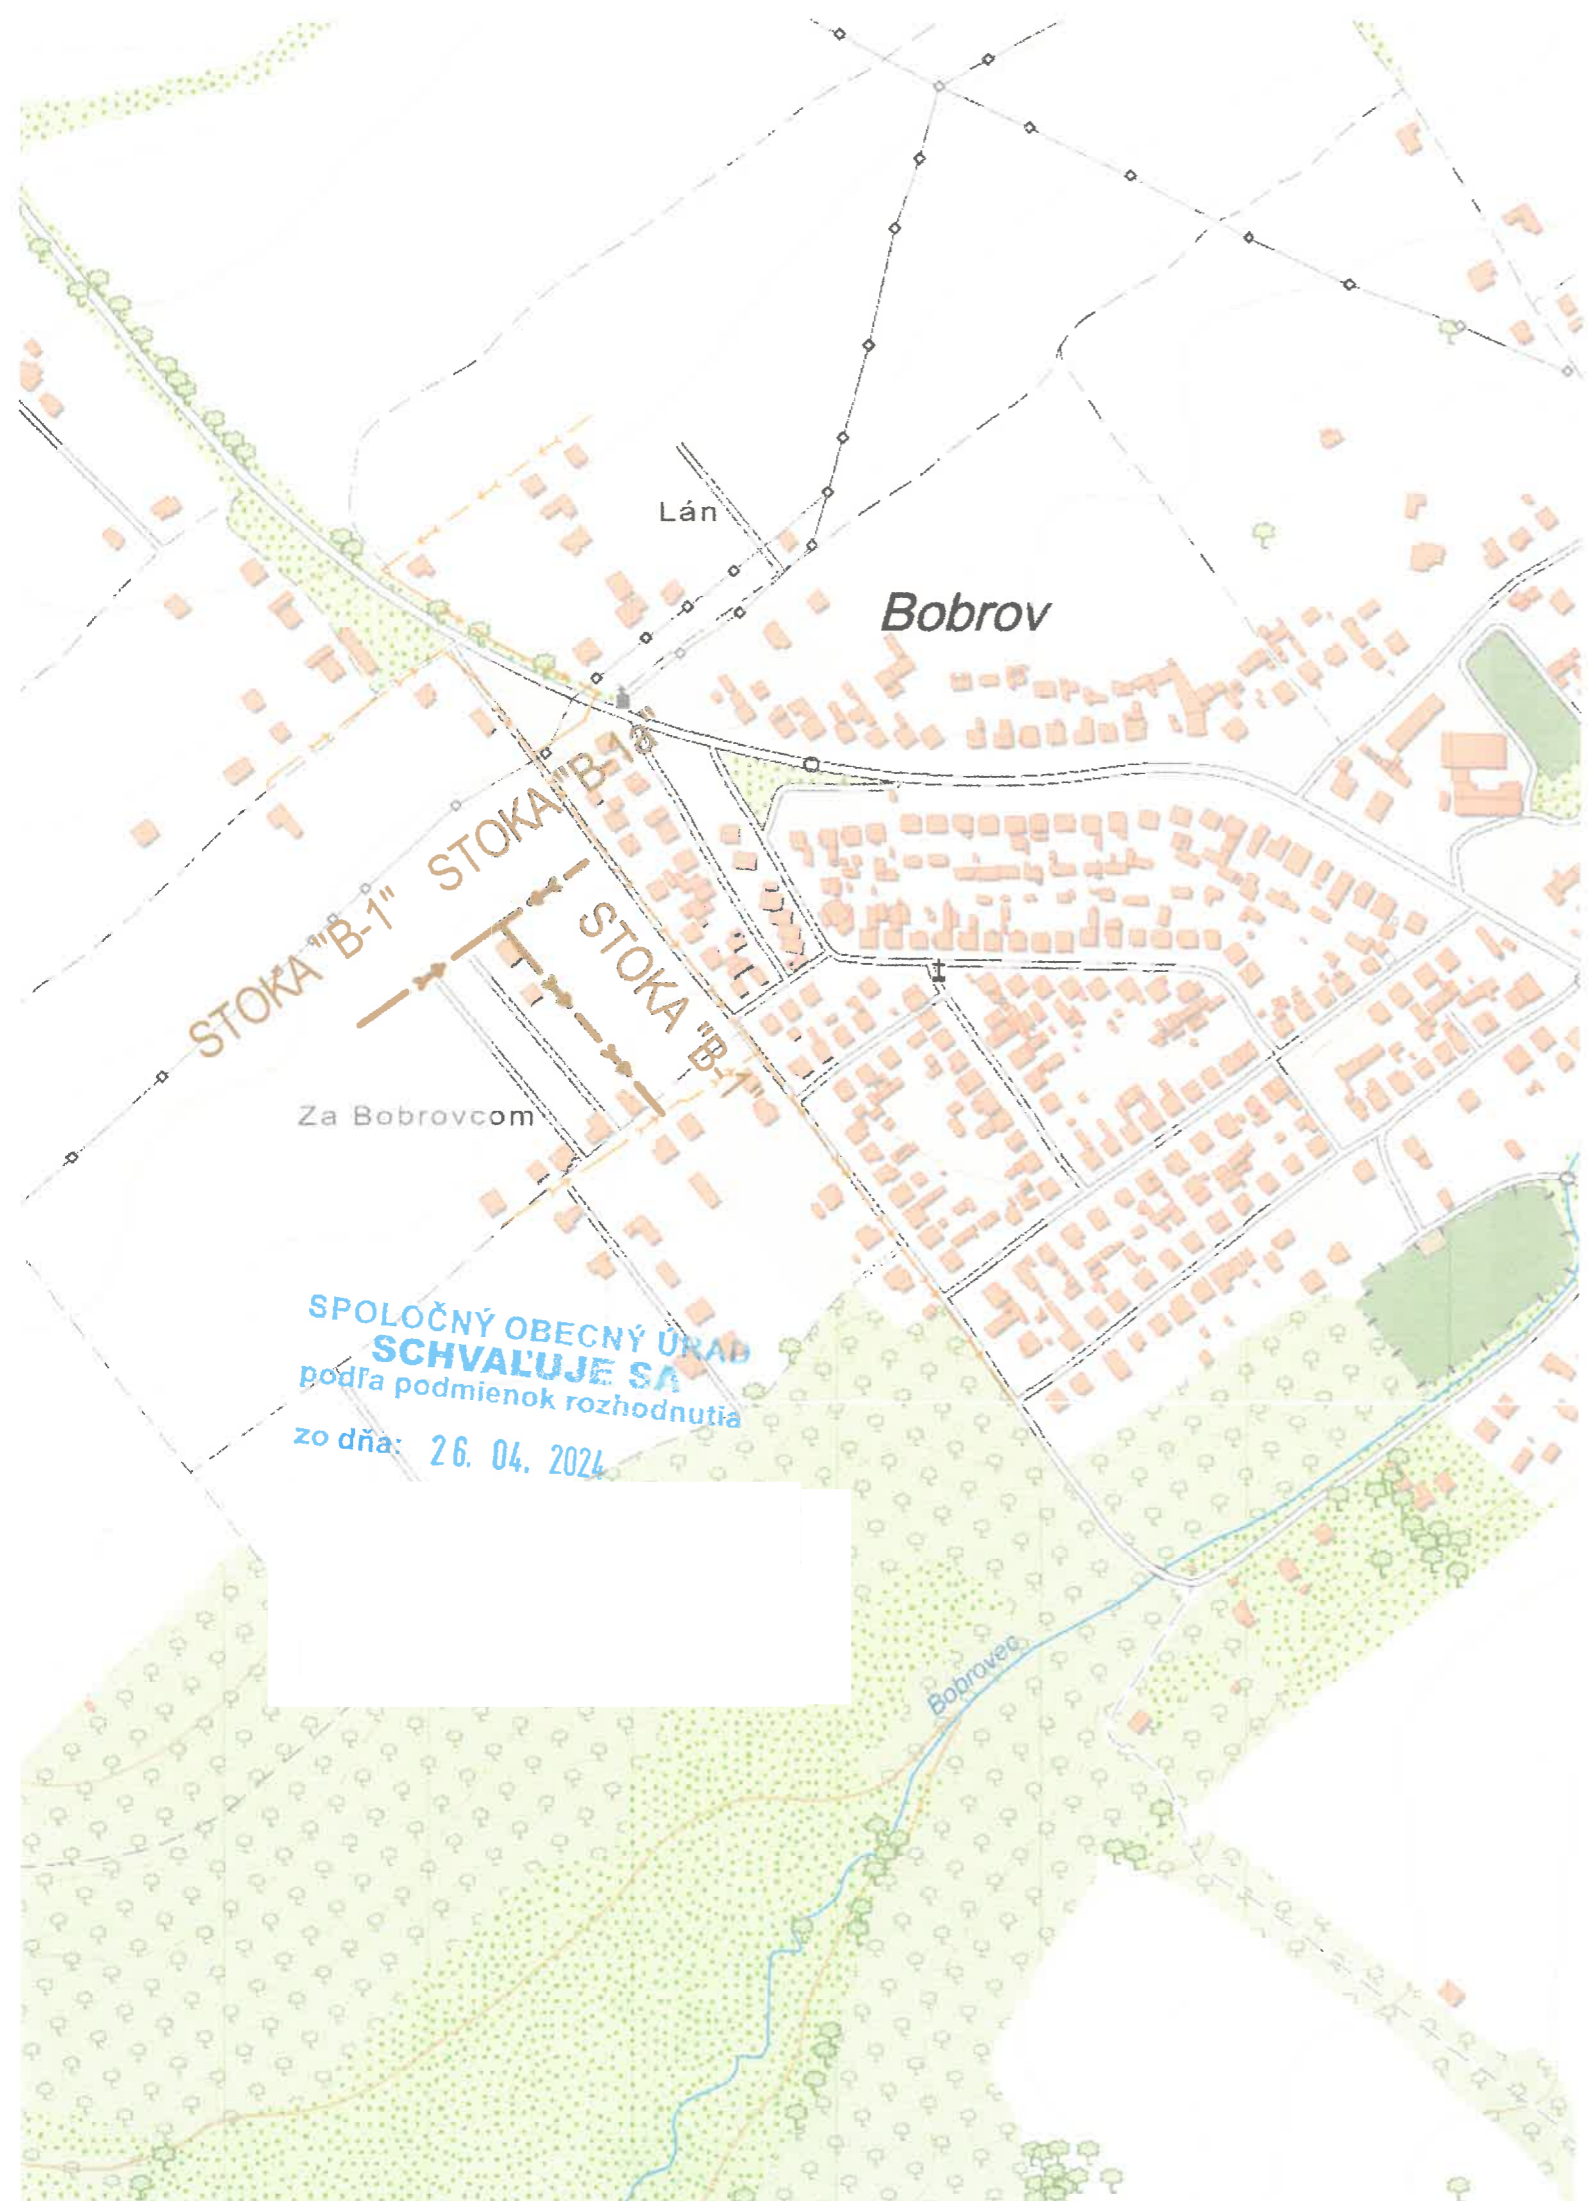 Lán
Bobrov
STOKA "B-1a"
STOKA "B-1"
STOKA "B-1"
Za Bobrovcom
SPOLOČNÝ OBECNÝ ÚRAD
SCHVAĽUJE SA
podľa podmienok rozhodnutia
zo dňa: 26. 04. 2024
Bobrovec